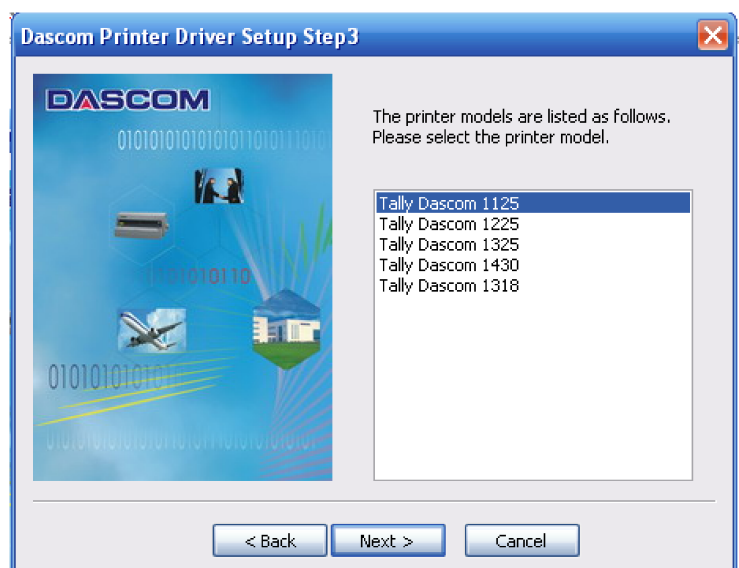 Dascom Printer Driver Setup Step3
DASCOM
The printer models are listed as follows.
Please select the printer model.
0101010101010110101110101
Tally Dascom 1125
Tally Dascom 1225
Tally Dascom 1325
Tally Dascom 1430
Tally Dascom 1318
< Back
Next >
Cancel